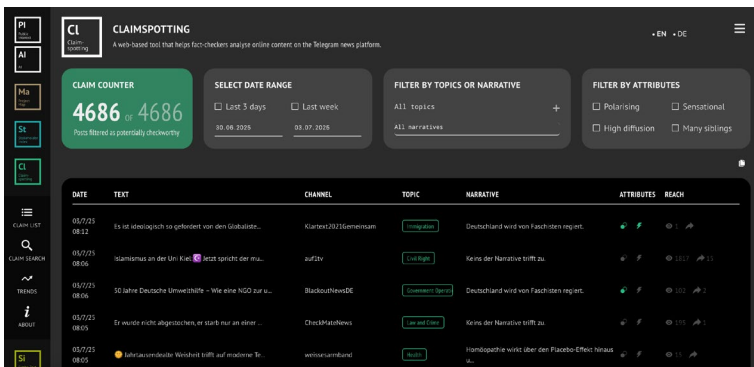 PI
AI
Ma
St
Cl
CLAIM LIST
CLAIM SEARCH
TRENDS
ABOUT
Si
Cl
Claim-
spotting
CLAIMSPOTTING
A web-based tool that helps fact-checkers analyse online content on the Telegram news platform.
• EN • DE
CLAIM COUNTER
4686 OF 4686
Posts filtered as potentially checkworthy
SELECT DATE RANGE
Last 3 days Last week
30.06.2025 03.07.2025
FILTER BY TOPICS OR NARRATIVE
All topics +
All narratives
FILTER BY ATTRIBUTES
Polarising Sensational
High diffusion Many siblings
DATE TEXT CHANNEL TOPIC NARRATIVE ATTRIBUTES REACH
03/7/25
08:12
Es ist ideologisch so gefordert von den Globaliste... Klartext2021Gemeinsam Immigration Deutschland wird von Faschisten regiert. 1
03/7/25
08:06
Islamismus an der Uni Kiel ☪️ Jetzt spricht der mu... auf1tv Civil Right Keins der Narrative trifft zu. 1817 15
03/7/25
08:06
50 Jahre Deutsche Umwelthilfe – Wie eine NGO zur u... BlackoutNewsDE Government Operati Deutschland wird von Faschisten regiert. 102 2
03/7/25
08:05
Er wurde nicht abgestochen, er starb nur an einer ... CheckMateNews Law and Crime Keins der Narrative trifft zu. 195 1
03/7/25
08:05
Jahrtausendealte Weisheit trifft auf moderne Te... weissesarmband Health Homöopathie wirkt über den Placebo-Effekt hinaus
u... 11